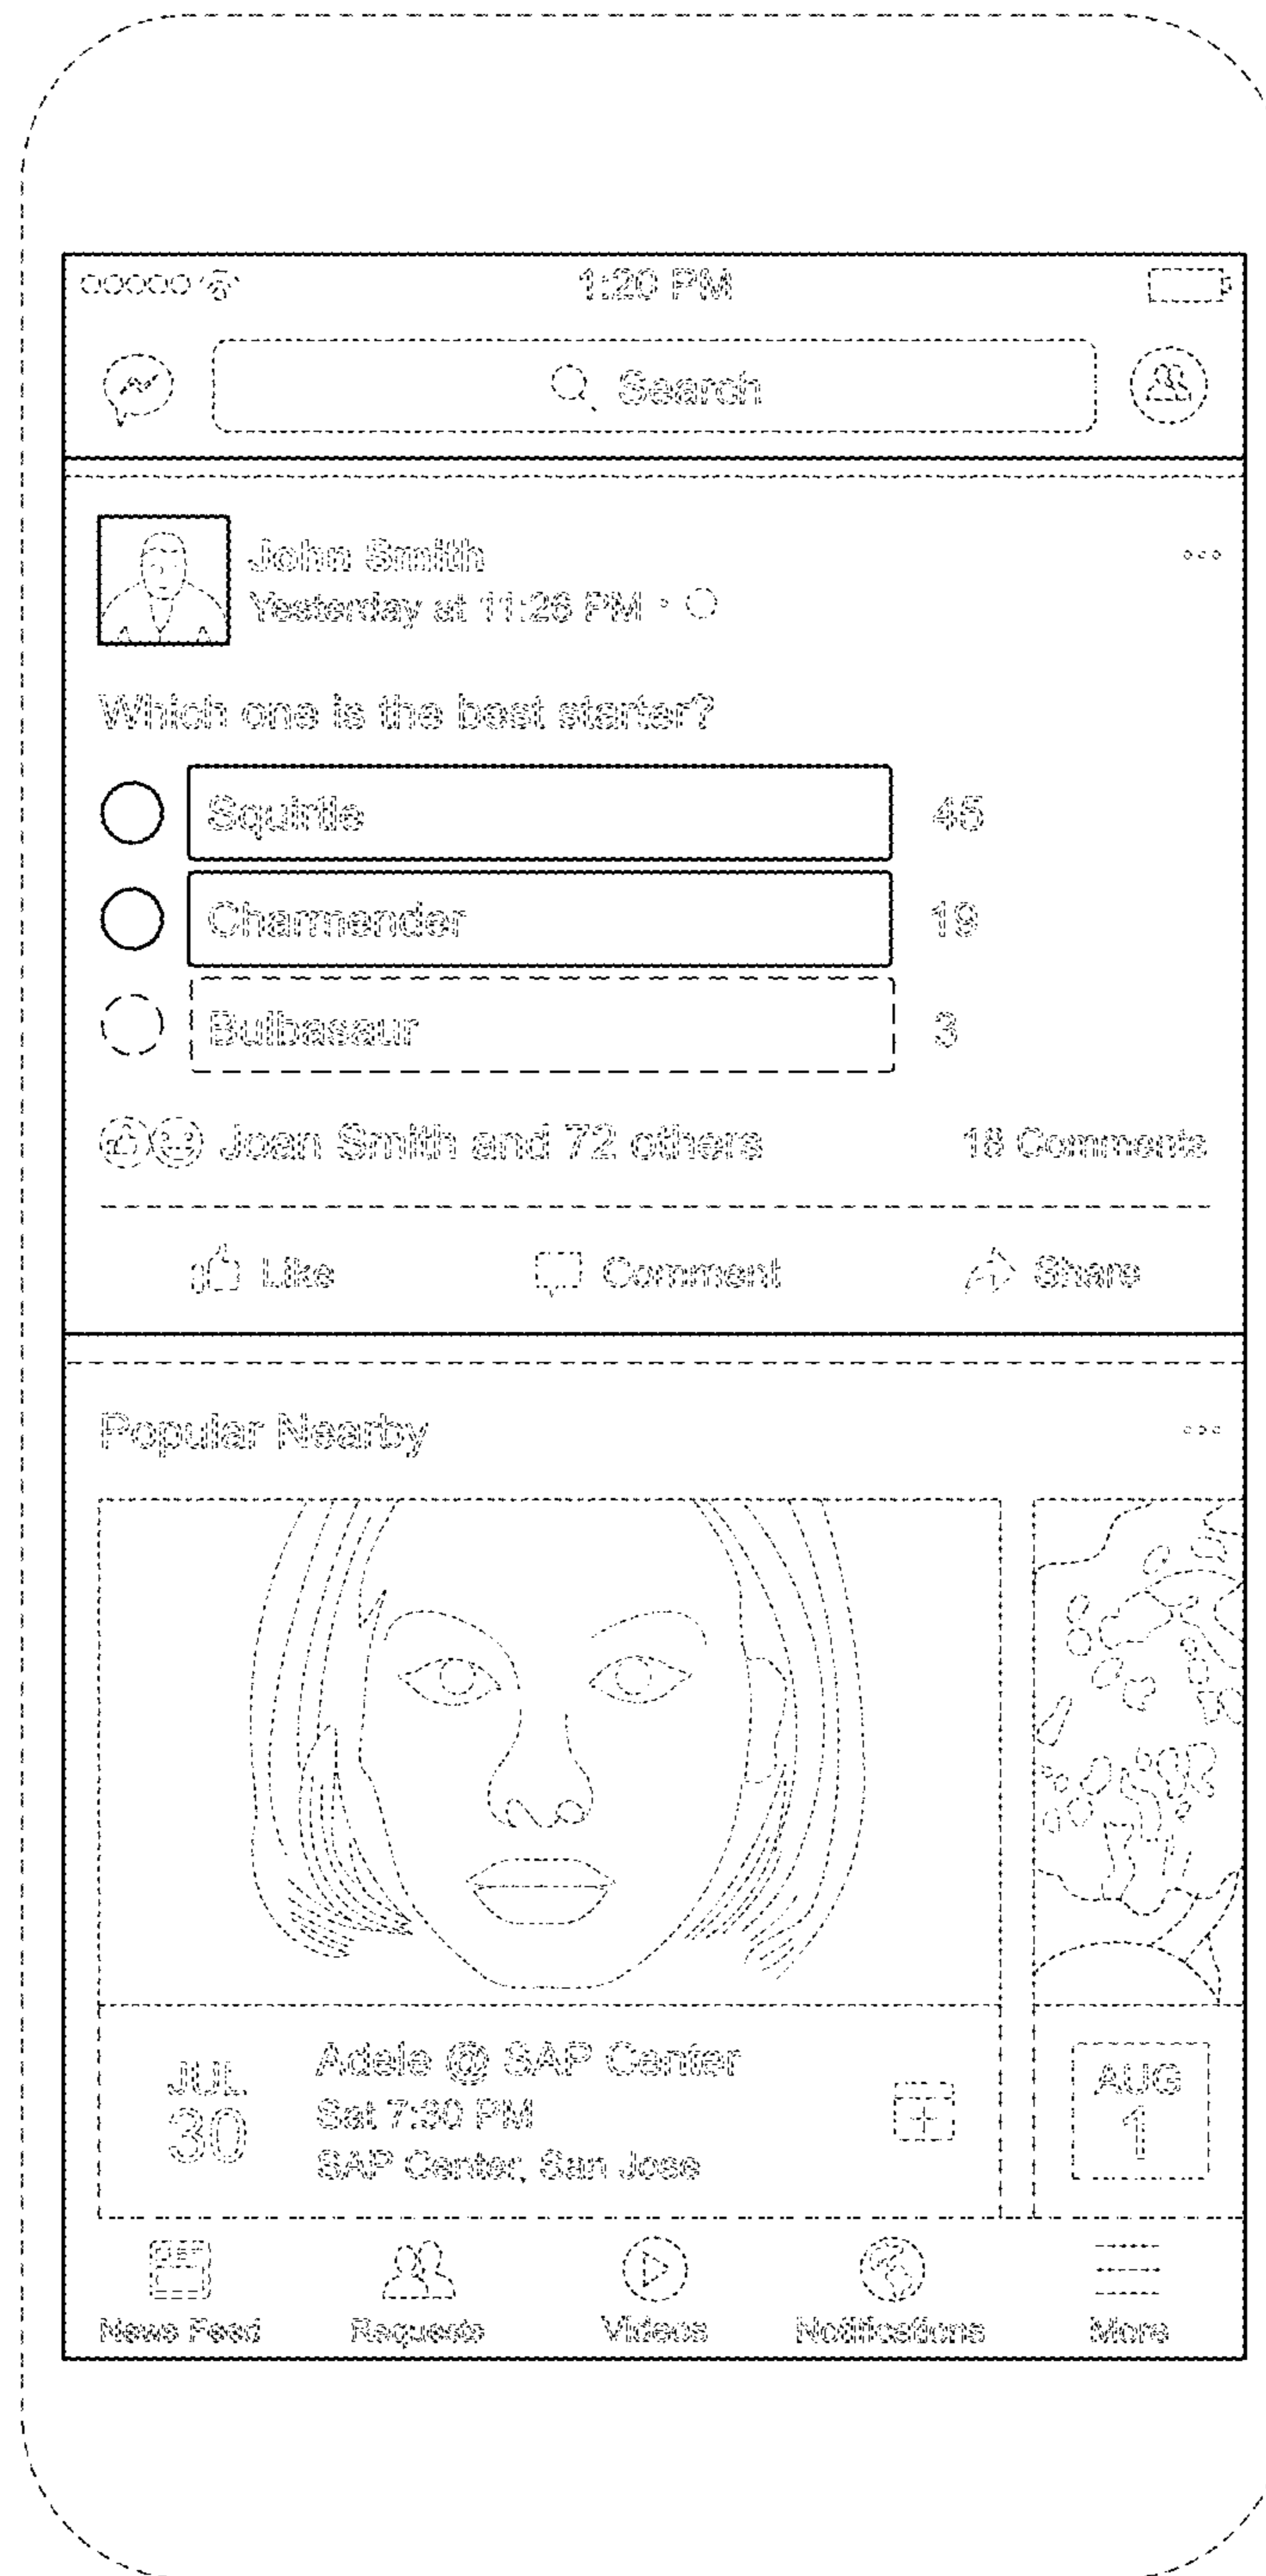 1:20 PM
Search
John Smith
Yesterday at 11:26 PM
Which one is the best starter?
Squirtle 45
Charmender 19
Bulbasaur 3
Joan Smith and 72 others 18 Comments
Like Comment Share
Popular Nearby
JUL
30
Adele @ SAP Center
Sat 7:30 PM
SAP Center, San Jose
AUG
1
News Feed Requests Videos Notifications More